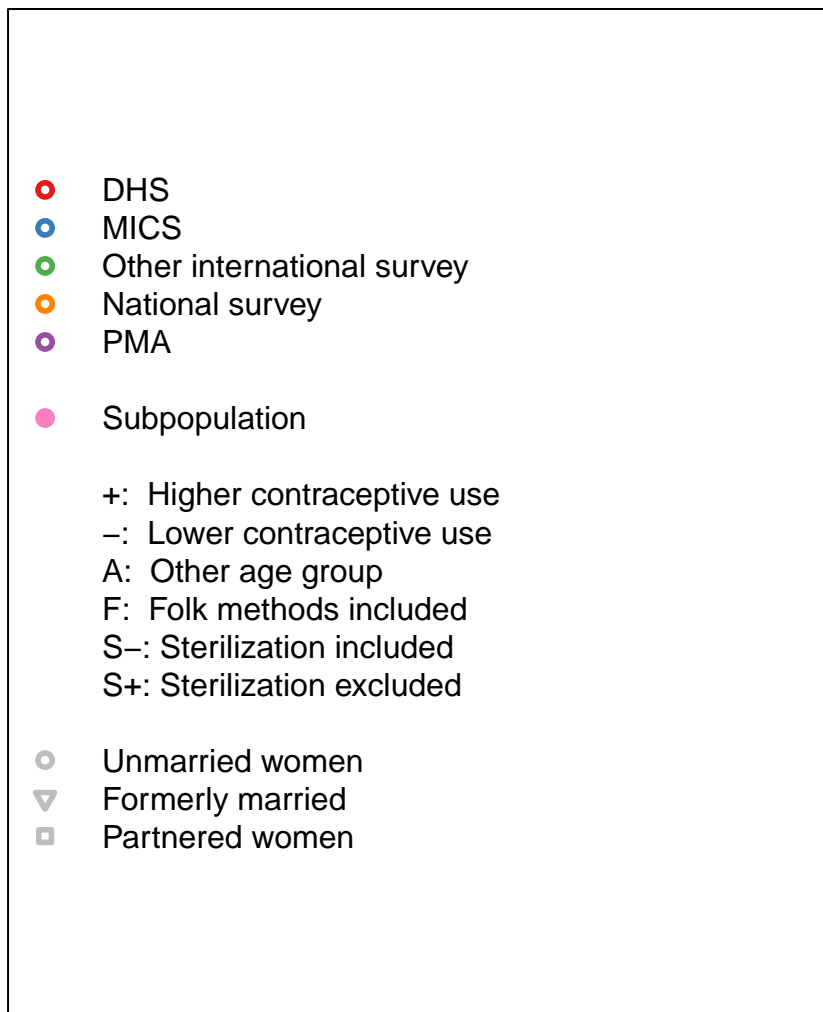 DHS
MICS
Other international survey
National survey
PMA
Subpopulation
+:  Higher contraceptive use
−:  Lower contraceptive use
A:  Other age group
F:  Folk methods included
S−: Sterilization included
S+: Sterilization excluded
Unmarried women
Formerly married
Partnered women